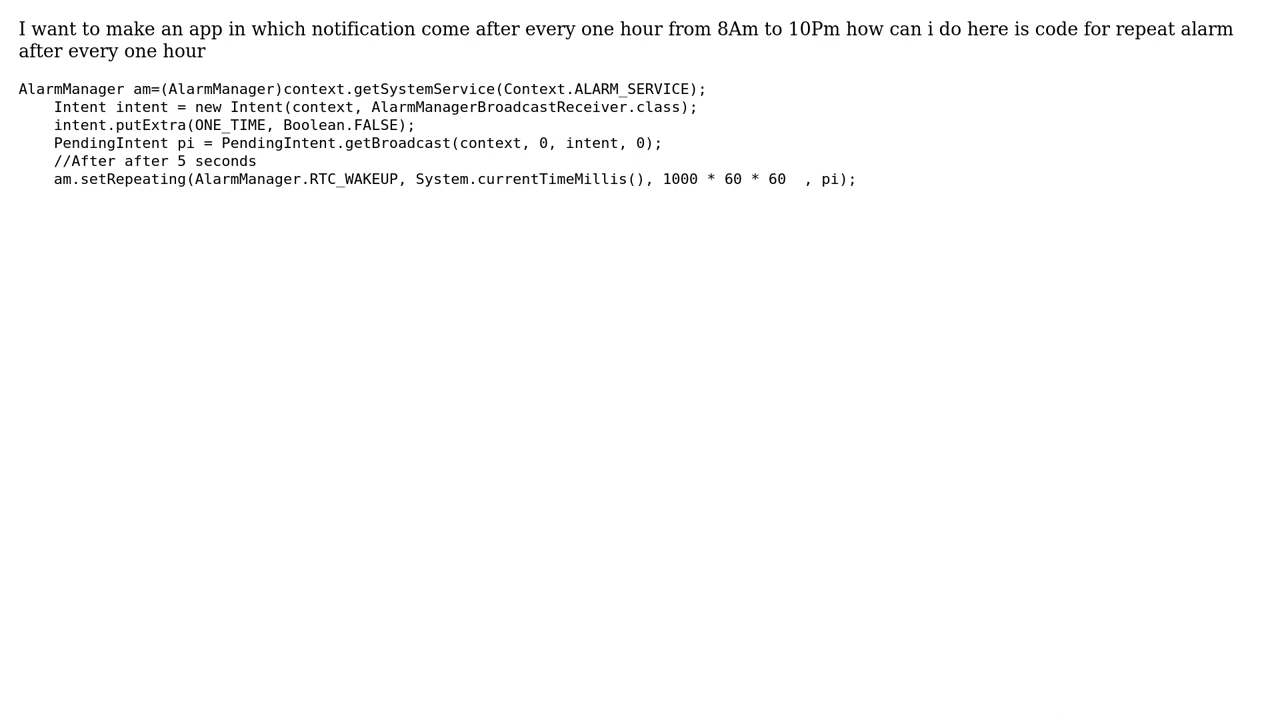 I want to make an app in which notification come after every one hour from 8Am to 10Pm how can i do here is code for repeat alarm
after every one hour
AlarmManager am=(AlarmManager)context.getSystemService(Context.ALARM_SERVICE);
    Intent intent = new Intent(context, AlarmManagerBroadcastReceiver.class);
    intent.putExtra(ONE_TIME, Boolean.FALSE);
    PendingIntent pi = PendingIntent.getBroadcast(context, 0, intent, 0);
    //After after 5 seconds
    am.setRepeating(AlarmManager.RTC_WAKEUP, System.currentTimeMillis(), 1000 * 60 * 60  , pi);